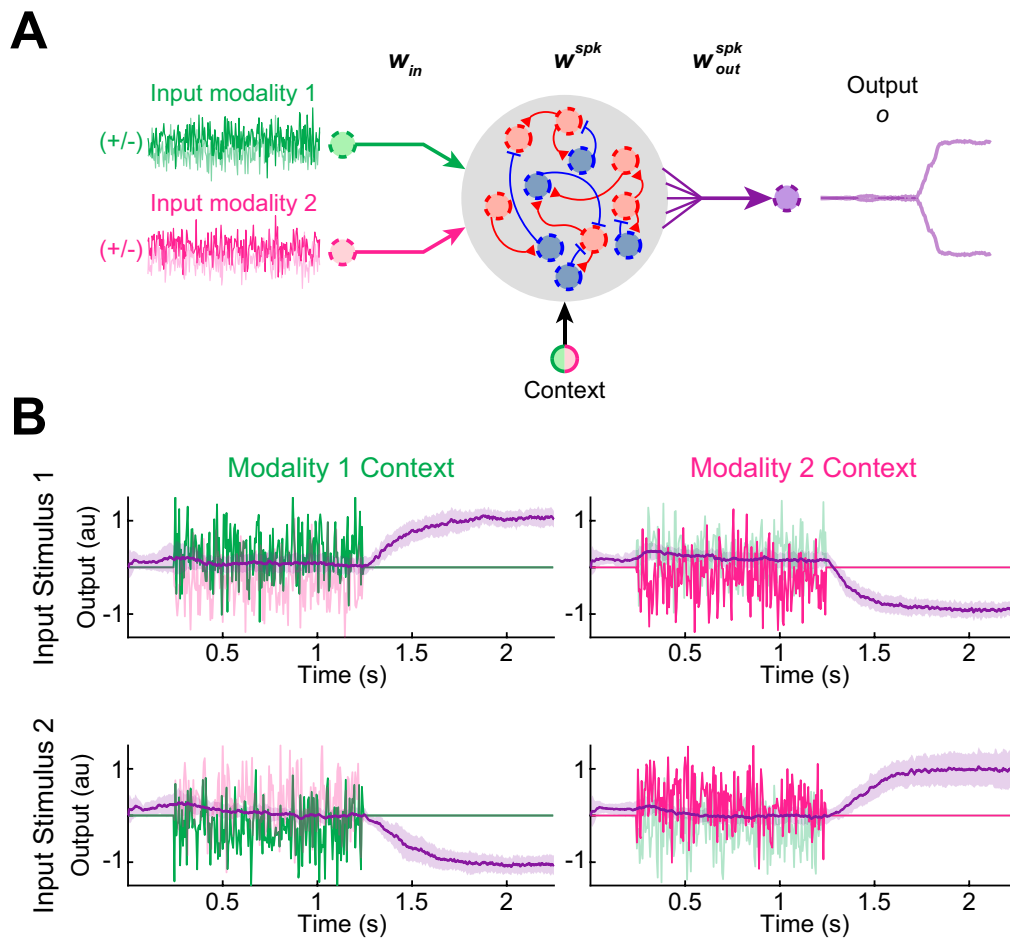 A
w_in
w^spk
w^spk_out
Input modality 1
(+/-)
Input modality 2
(+/-)
Output
o
Context
B
Modality 1 Context
Modality 2 Context
Input Stimulus 1
Output (au)
1
-1
0.5
1
1.5
2
Time (s)
1
-1
0.5
1
1.5
2
Time (s)
Input Stimulus 2
Output (au)
1
-1
0.5
1
1.5
2
Time (s)
1
-1
0.5
1
1.5
2
Time (s)